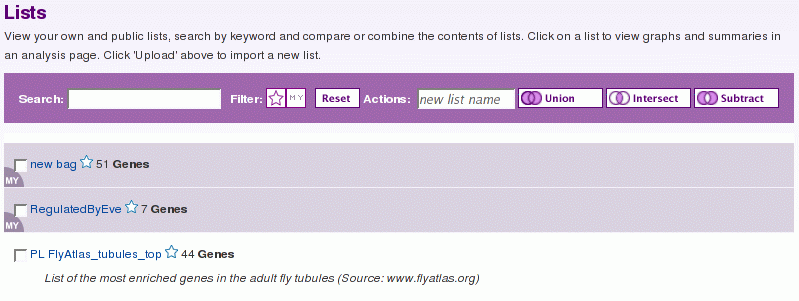 Lists
View your own and public lists, search by keyword and compare or combine the contents of lists. Click on a list to view graphs and summaries in
an analysis page. Click 'Upload' above to import a new list.
Search: Filter: MY Reset Actions: new list name Union Intersect Subtract
new bag 51 Genes
MY
RegulatedByEve 7 Genes
MY
PL FlyAtlas_tubules_top 44 Genes
List of the most enriched genes in the adult fly tubules (Source: www.flyatlas.org)